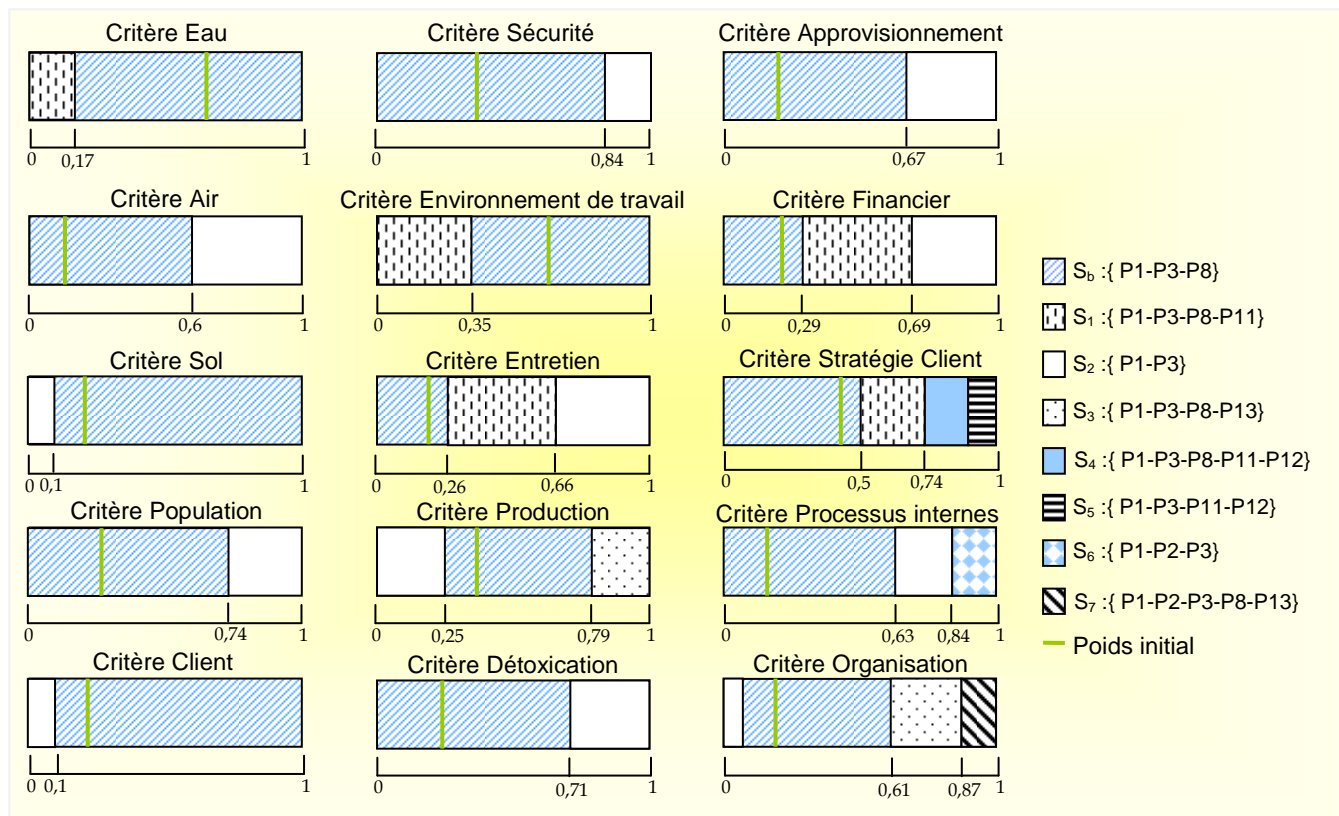 Critère Eau
0 0,17 1
Critère Sécurité
0 0,84 1
Critère Approvisionnement
0 0,67 1
Critère Air
0 0,6 1
Critère Environnement de travail
0 0,35 1
Critère Financier
0 0,29 0,69 1
Critère Sol
0 0,1 1
Critère Entretien
0 0,26 0,66 1
Critère Stratégie Client
0 0,5 0,74 1
Critère Population
0 0,74 1
Critère Production
0 0,25 0,79 1
Critère Processus internes
0 0,63 0,84 1
Critère Client
0 0,1 1
Critère Détoxication
0 0,71 1
Critère Organisation
0 0,61 0,87 1
Sb :{ P1-P3-P8}
S1 :{ P1-P3-P8-P11}
S2 :{ P1-P3}
S3 :{ P1-P3-P8-P13}
S4 :{ P1-P3-P8-P11-P12}
S5 :{ P1-P3-P11-P12}
S6 :{ P1-P2-P3}
S7 :{ P1-P2-P3-P8-P13}
Poids initial